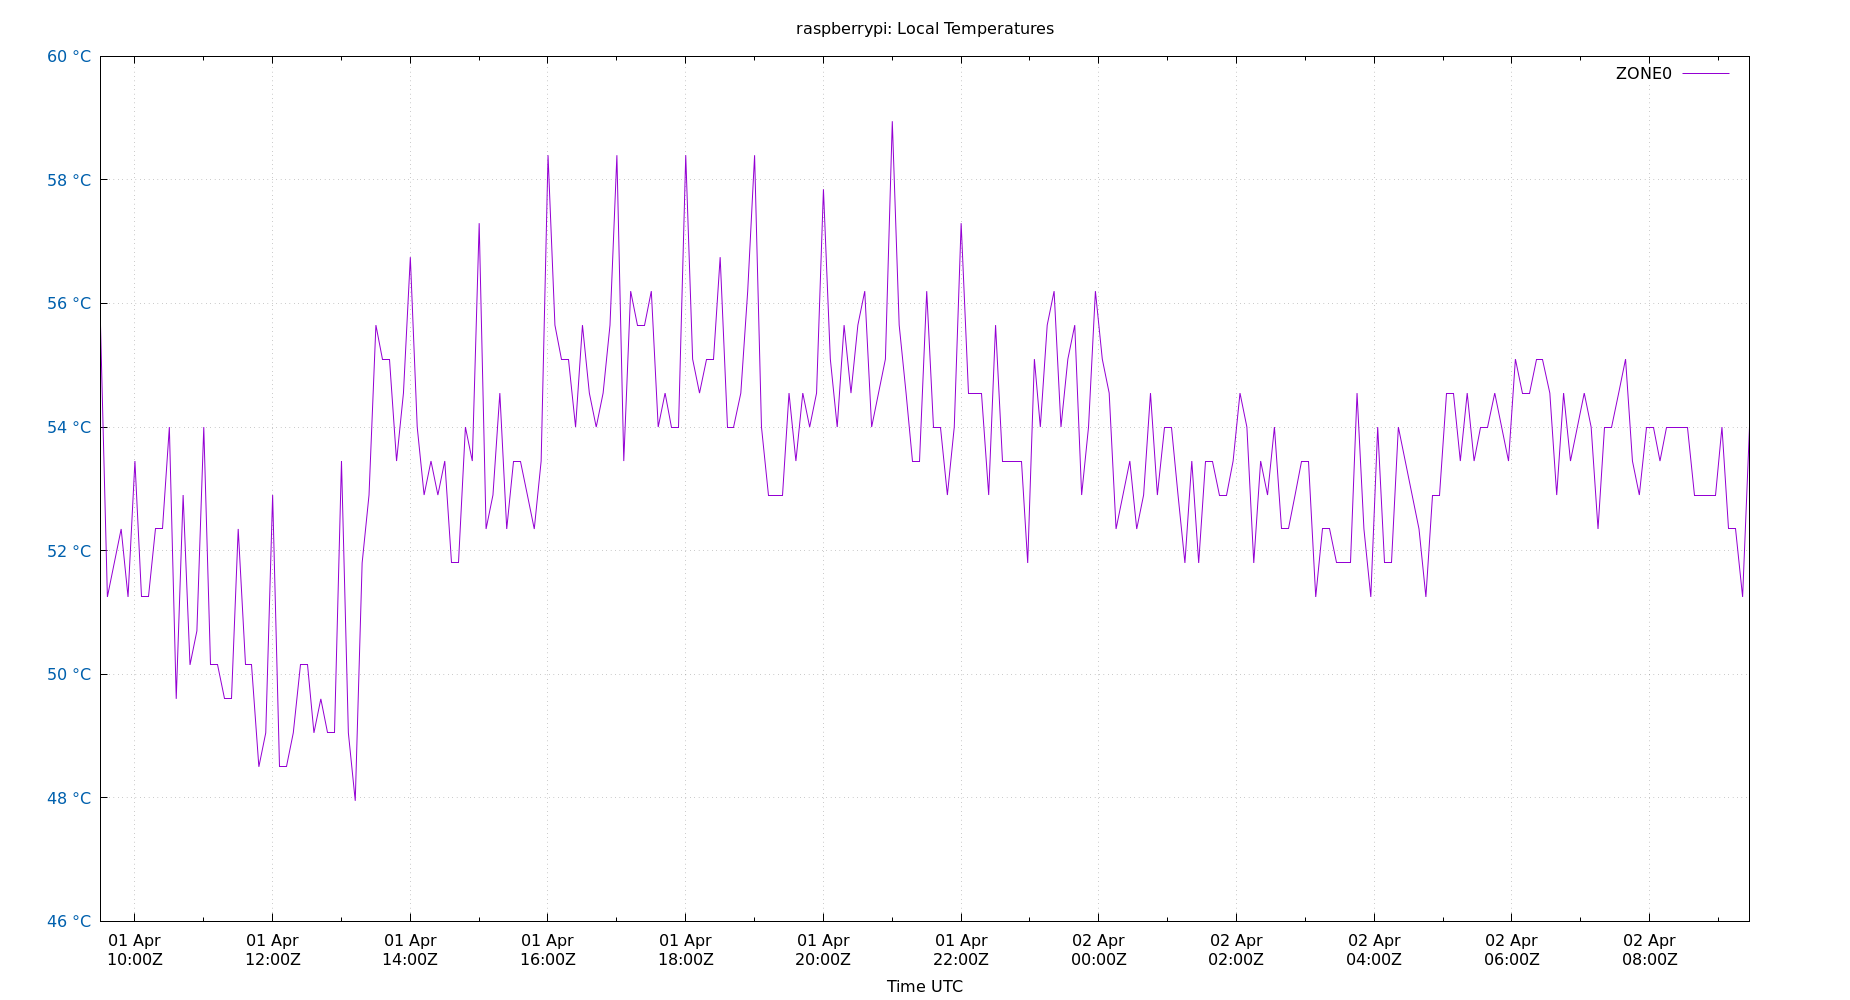 raspberrypi: Local Temperatures
60 °C
ZONE0
58 °C
56 °C
54 °C
52 °C
50 °C
48 °C
46 °C
01 Apr 01 Apr 01 Apr 01 Apr 01 Apr 01 Apr 01 Apr 02 Apr 02 Apr 02 Apr 02 Apr 02 Apr
10:00Z 12:00Z 14:00Z 16:00Z 18:00Z 20:00Z 22:00Z 00:00Z 02:00Z 04:00Z 06:00Z 08:00Z
Time UTC